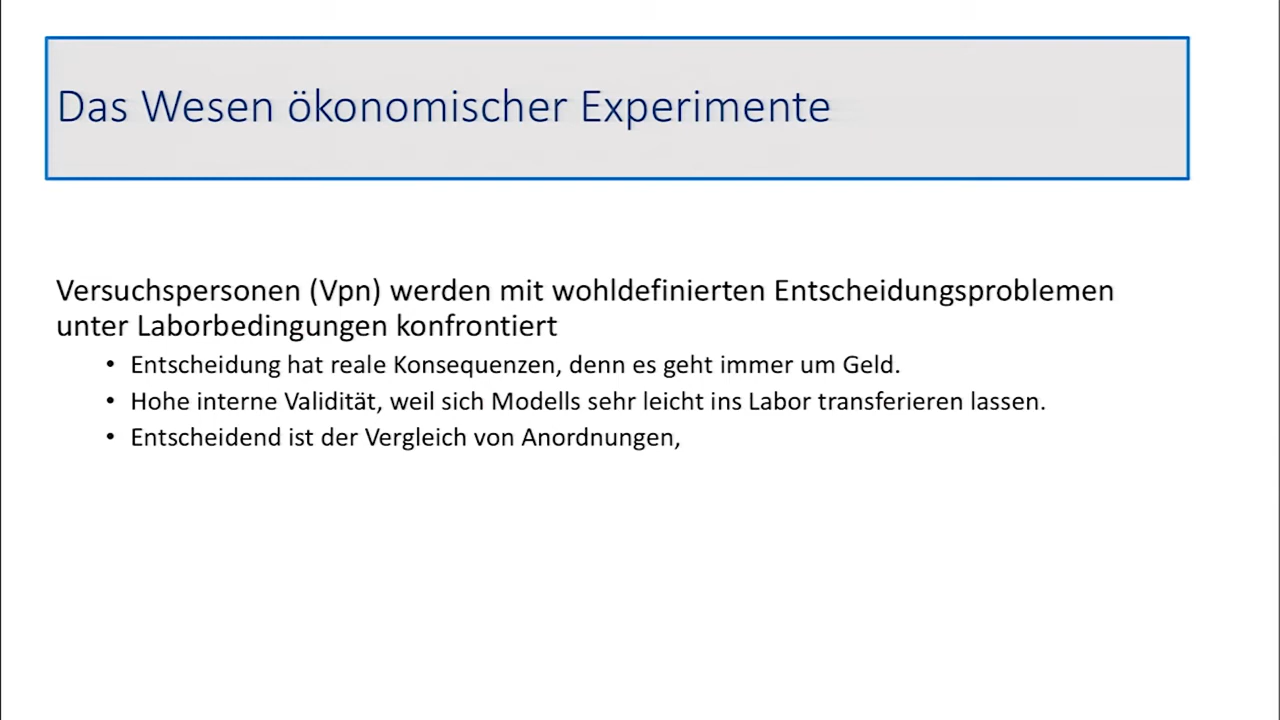 Das Wesen ökonomischer Experimente
Versuchspersonen (Vpn) werden mit wohldefinierten Entscheidungsproblemen
unter Laborbedingungen konfrontiert
• Entscheidung hat reale Konsequenzen, denn es geht immer um Geld.
• Hohe interne Validität, weil sich Modells sehr leicht ins Labor transferieren lassen.
• Entscheidend ist der Vergleich von Anordnungen,